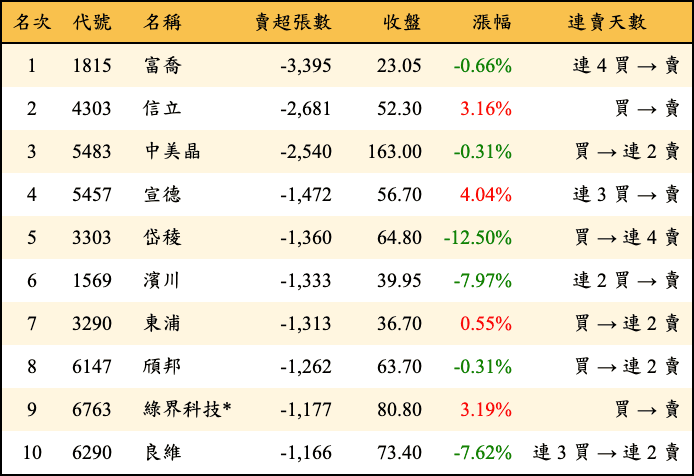 名次 代號 名稱 賣超張數 收盤 漲幅 連賣天數
1 1815 富喬 -3,395 23.05 -0.66% 連 4 買 → 賣
2 4303 信立 -2,681 52.30 3.16% 買 → 賣
3 5483 中美晶 -2,540 163.00 -0.31% 買 → 連 2 賣
4 5457 宣德 -1,472 56.70 4.04% 連 3 買 → 賣
5 3303 岱稜 -1,360 64.80 -12.50% 買 → 連 4 賣
6 1569 濱川 -1,333 39.95 -7.97% 連 2 買 → 賣
7 3290 東浦 -1,313 36.70 0.55% 買 → 連 2 賣
8 6147 頎邦 -1,262 63.70 -0.31% 買 → 連 2 賣
9 6763 綠界科技* -1,177 80.80 3.19% 買 → 賣
10 6290 良維 -1,166 73.40 -7.62% 連 3 買 → 連 2 賣